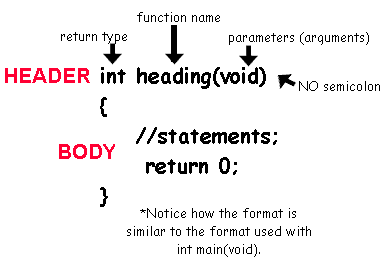 function name
return type
parameters (arguments)
HEADER int heading(void)
NO semicolon
{
//statements;
BODY
return 0;
}
*Notice how the format is
similar to the format used with
int main(void).